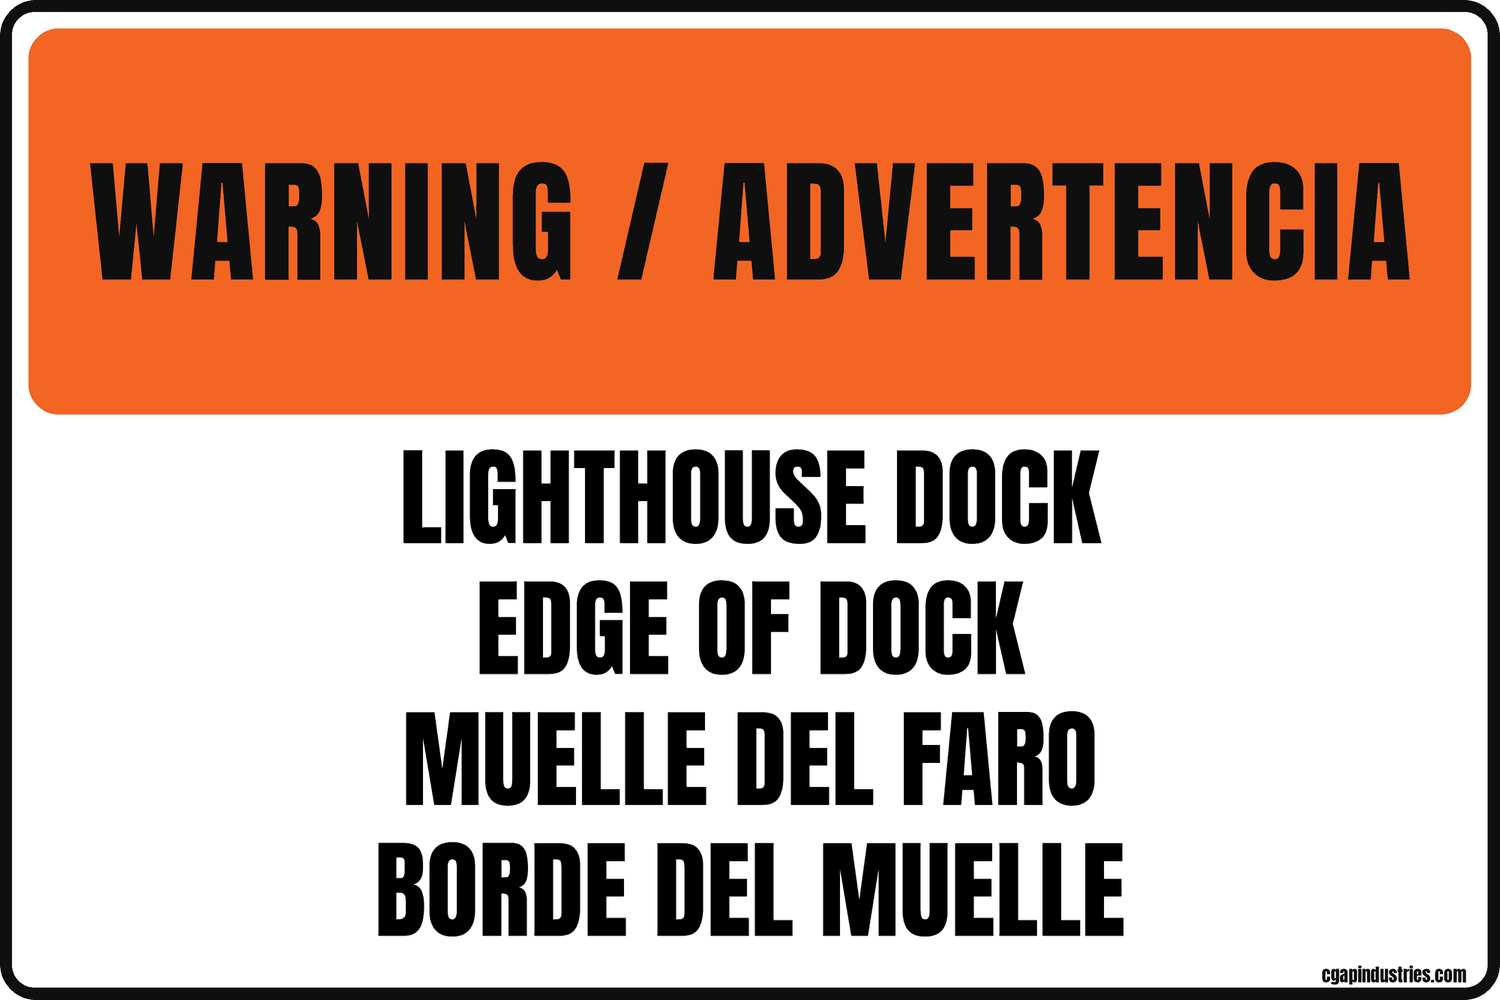 WARNING / ADVERTENCIA
LIGHTHOUSE DOCK
EDGE OF DOCK
MUELLE DEL FARO
BORDE DEL MUELLE
cgapindustries.com